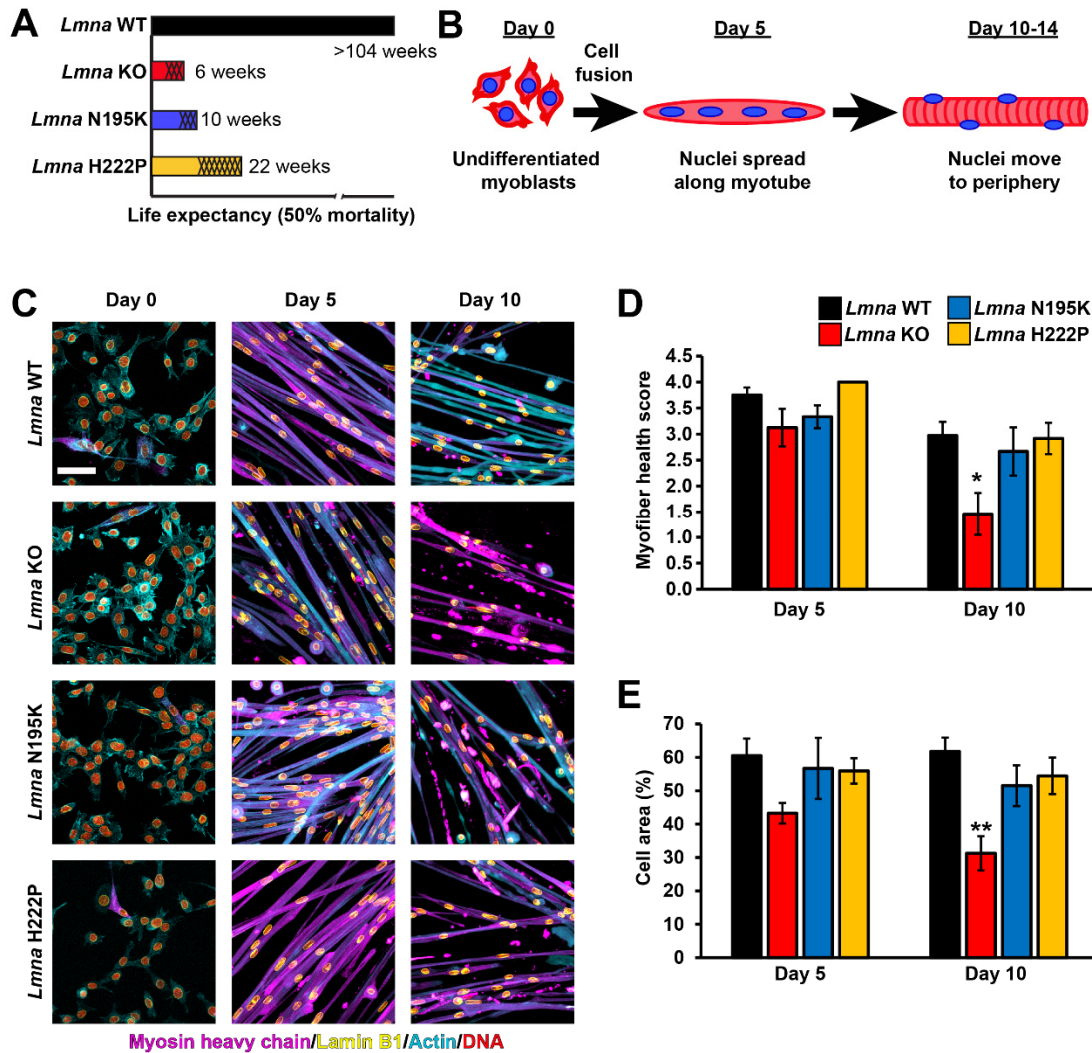 A
Lmna WT
>104 weeks
Lmna KO
6 weeks
Lmna N195K
10 weeks
Lmna H222P
22 weeks
Life expectancy (50% mortality)
B
Day 0
Day 5
Day 10-14
Cell
fusion
Undifferentiated
myoblasts
Nuclei spread
along myotube
Nuclei move
to periphery
C
Day 0
Day 5
Day 10
Lmna WT
Lmna KO
Lmna N195K
Lmna H222P
Myosin heavy chain/Lamin B1/Actin/DNA
D
Lmna WT
Lmna N195K
Lmna KO
Lmna H222P
Myofiber health score
4.5
4.0
3.5
3.0
2.5
2.0
1.5
1.0
0.5
0.0
*
Day 5
Day 10
E
Cell area (%)
70
60
50
40
30
20
10
0
**
Day 5
Day 10